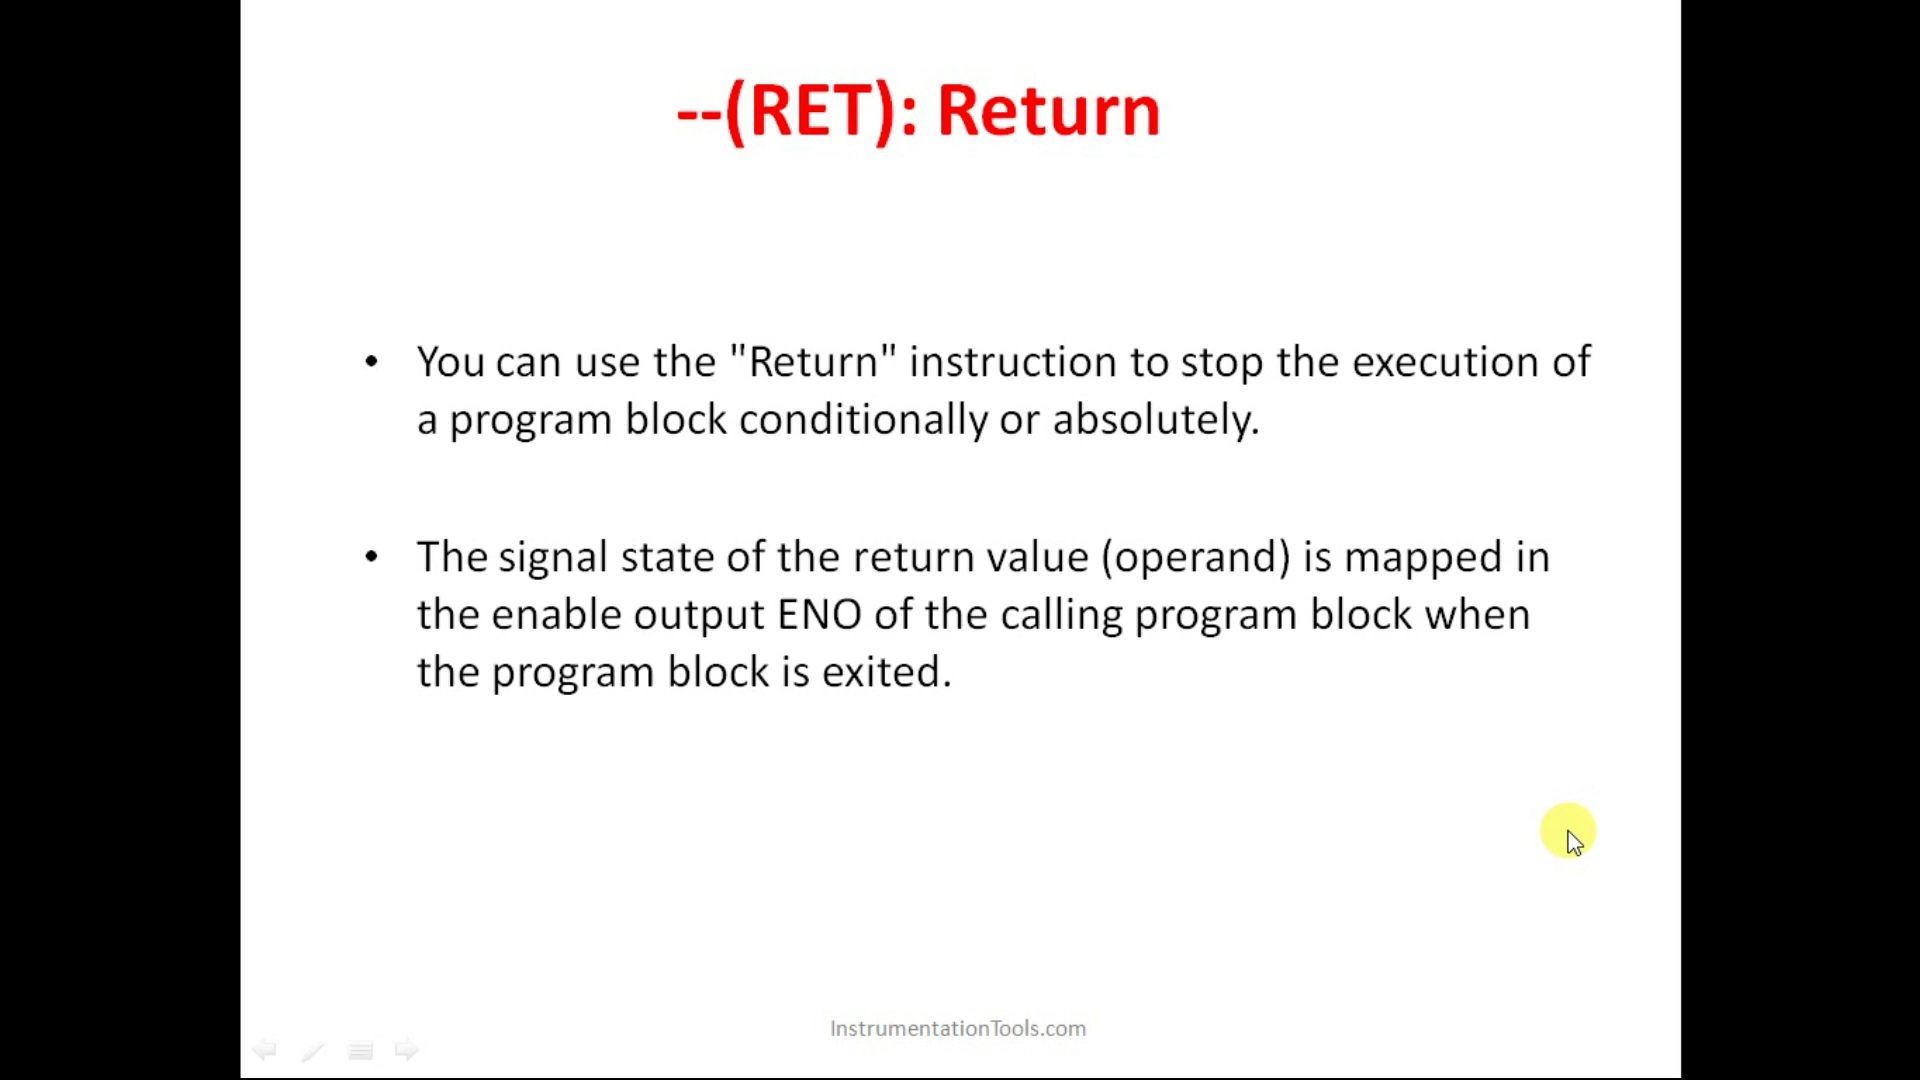 --(RET): Return
• You can use the "Return" instruction to stop the execution of
a program block conditionally or absolutely.
• The signal state of the return value (operand) is mapped in
the enable output ENO of the calling program block when
the program block is exited.
InstrumentationTools.com